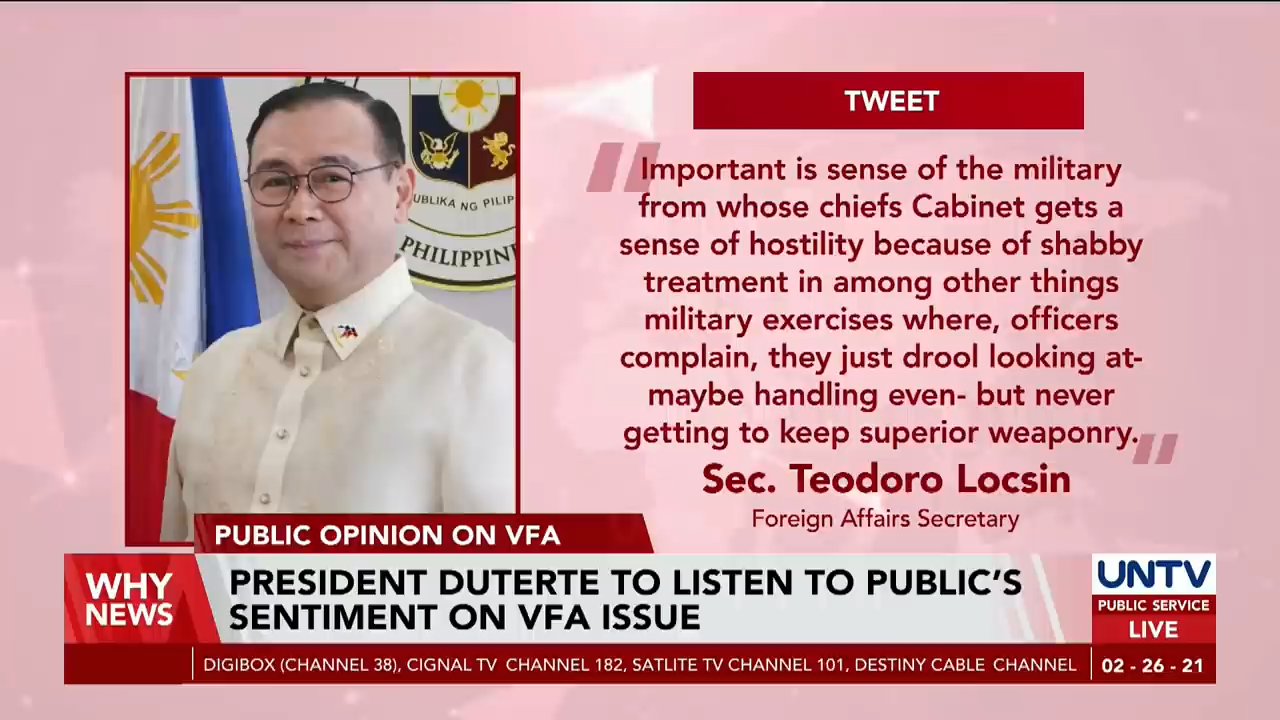 UBLIKA NG PILIP
PHILIPPIN
TWEET
Important is sense of the military
from whose chiefs Cabinet gets a
sense of hostility because of shabby
treatment in among other things
military exercises where, officers
complain, they just drool looking at-
maybe handling even- but never
getting to keep superior weaponry.
Sec. Teodoro Locsin
Foreign Affairs Secretary
PUBLIC OPINION ON VFA
WHY
NEWS
PRESIDENT DUTERTE TO LISTEN TO PUBLIC'S
SENTIMENT ON VFA ISSUE
UNTV
PUBLIC SERVICE
LIVE
DIGIBOX (CHANNEL 38), CIGNAL TV CHANNEL 182, SATLITE TV CHANNEL 101, DESTINY CABLE CHANNEL
02 - 26 - 21